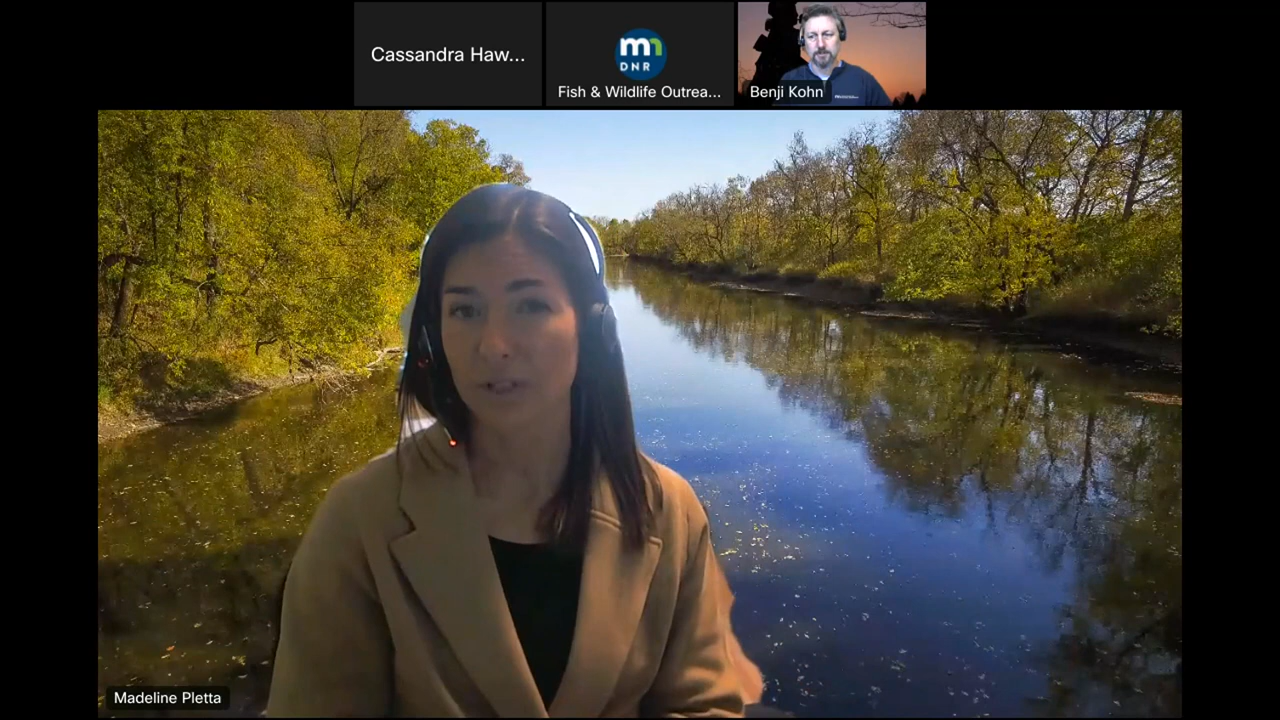 Cassandra Haw...
mn
DNR
Fish & Wildlife Outrea...
Benji Kohn
Madeline Pletta